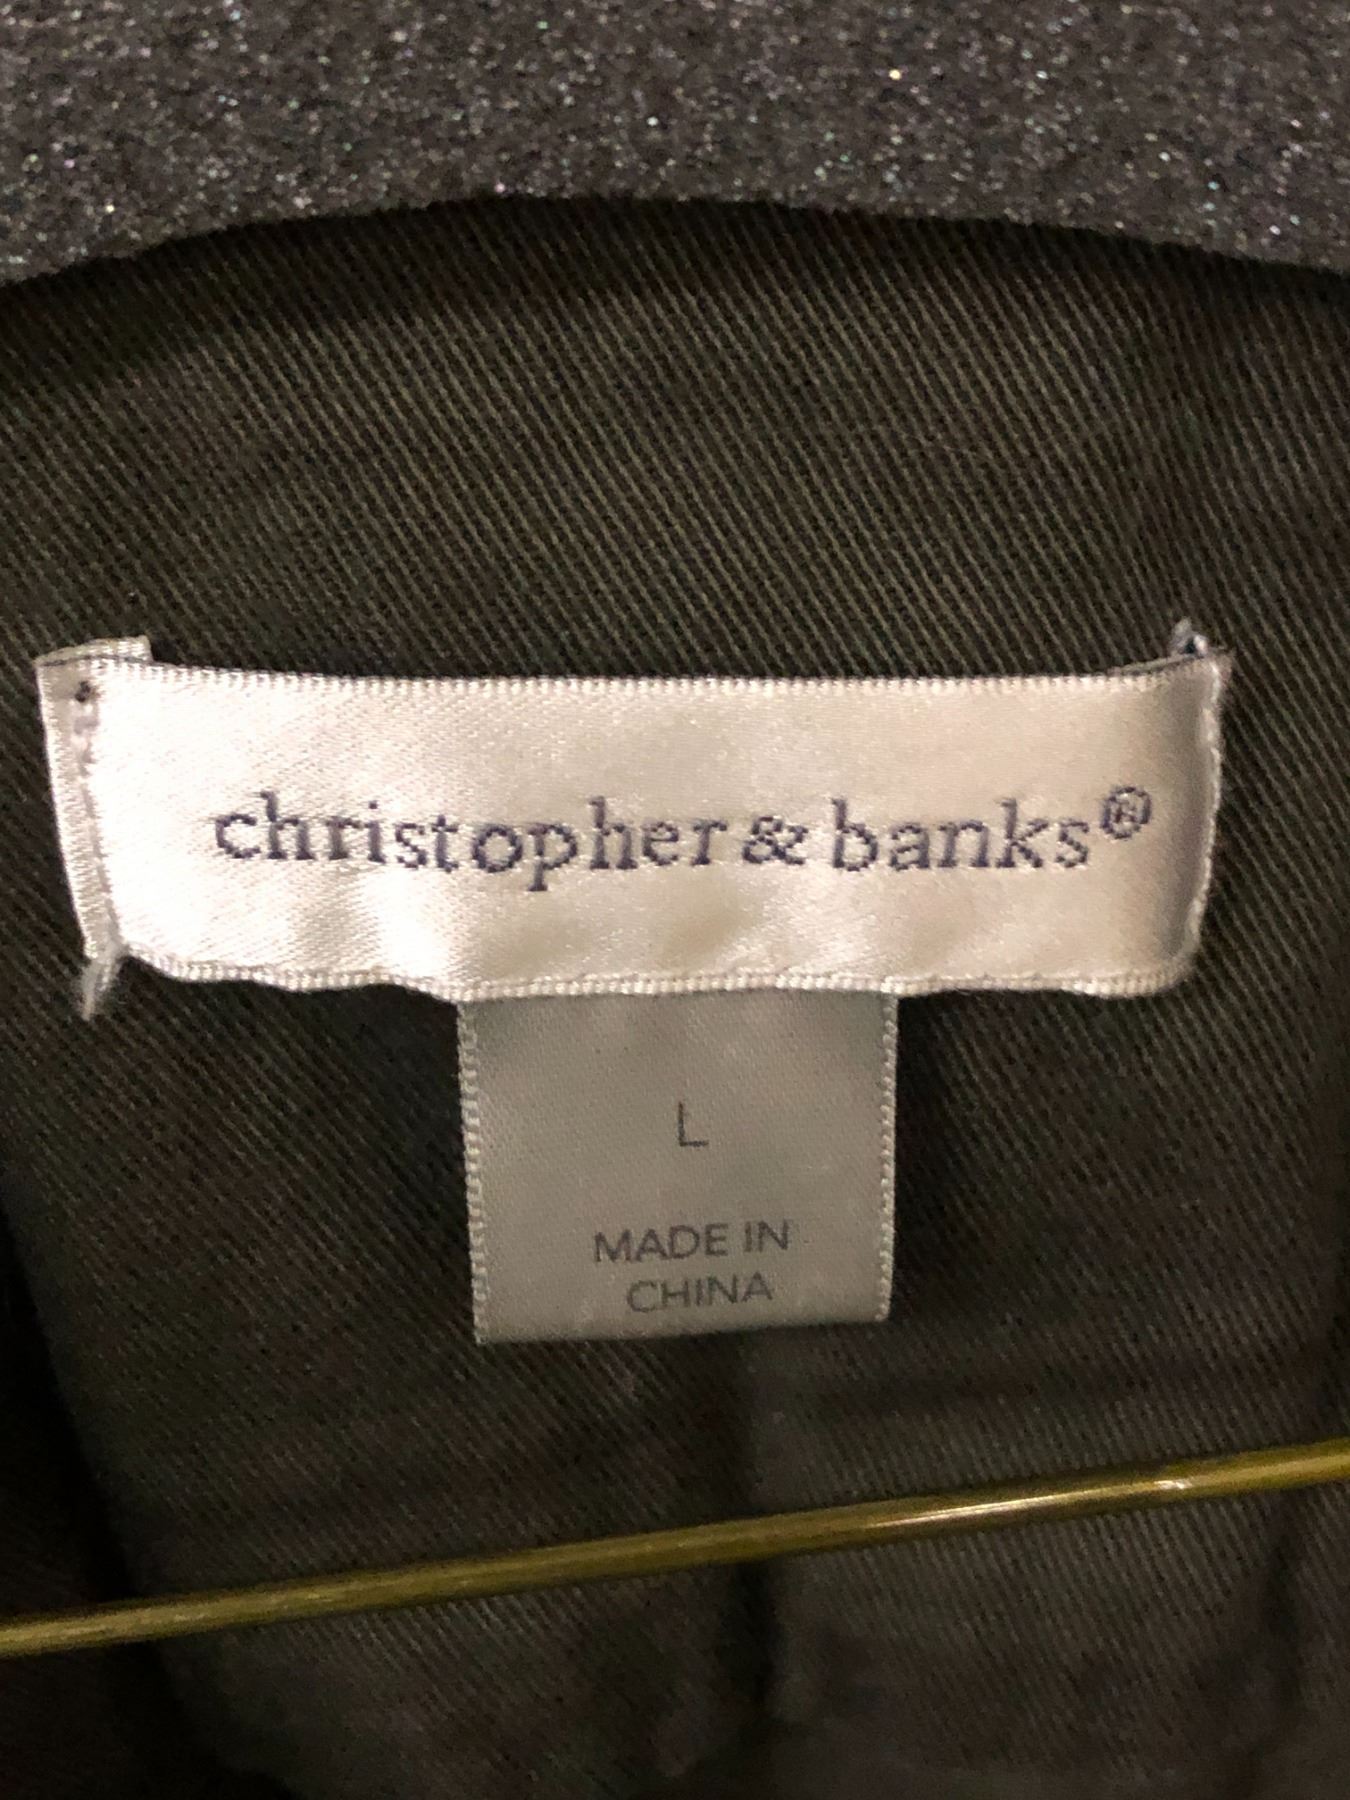 christopher & banks®
L
MADE IN
CHINA